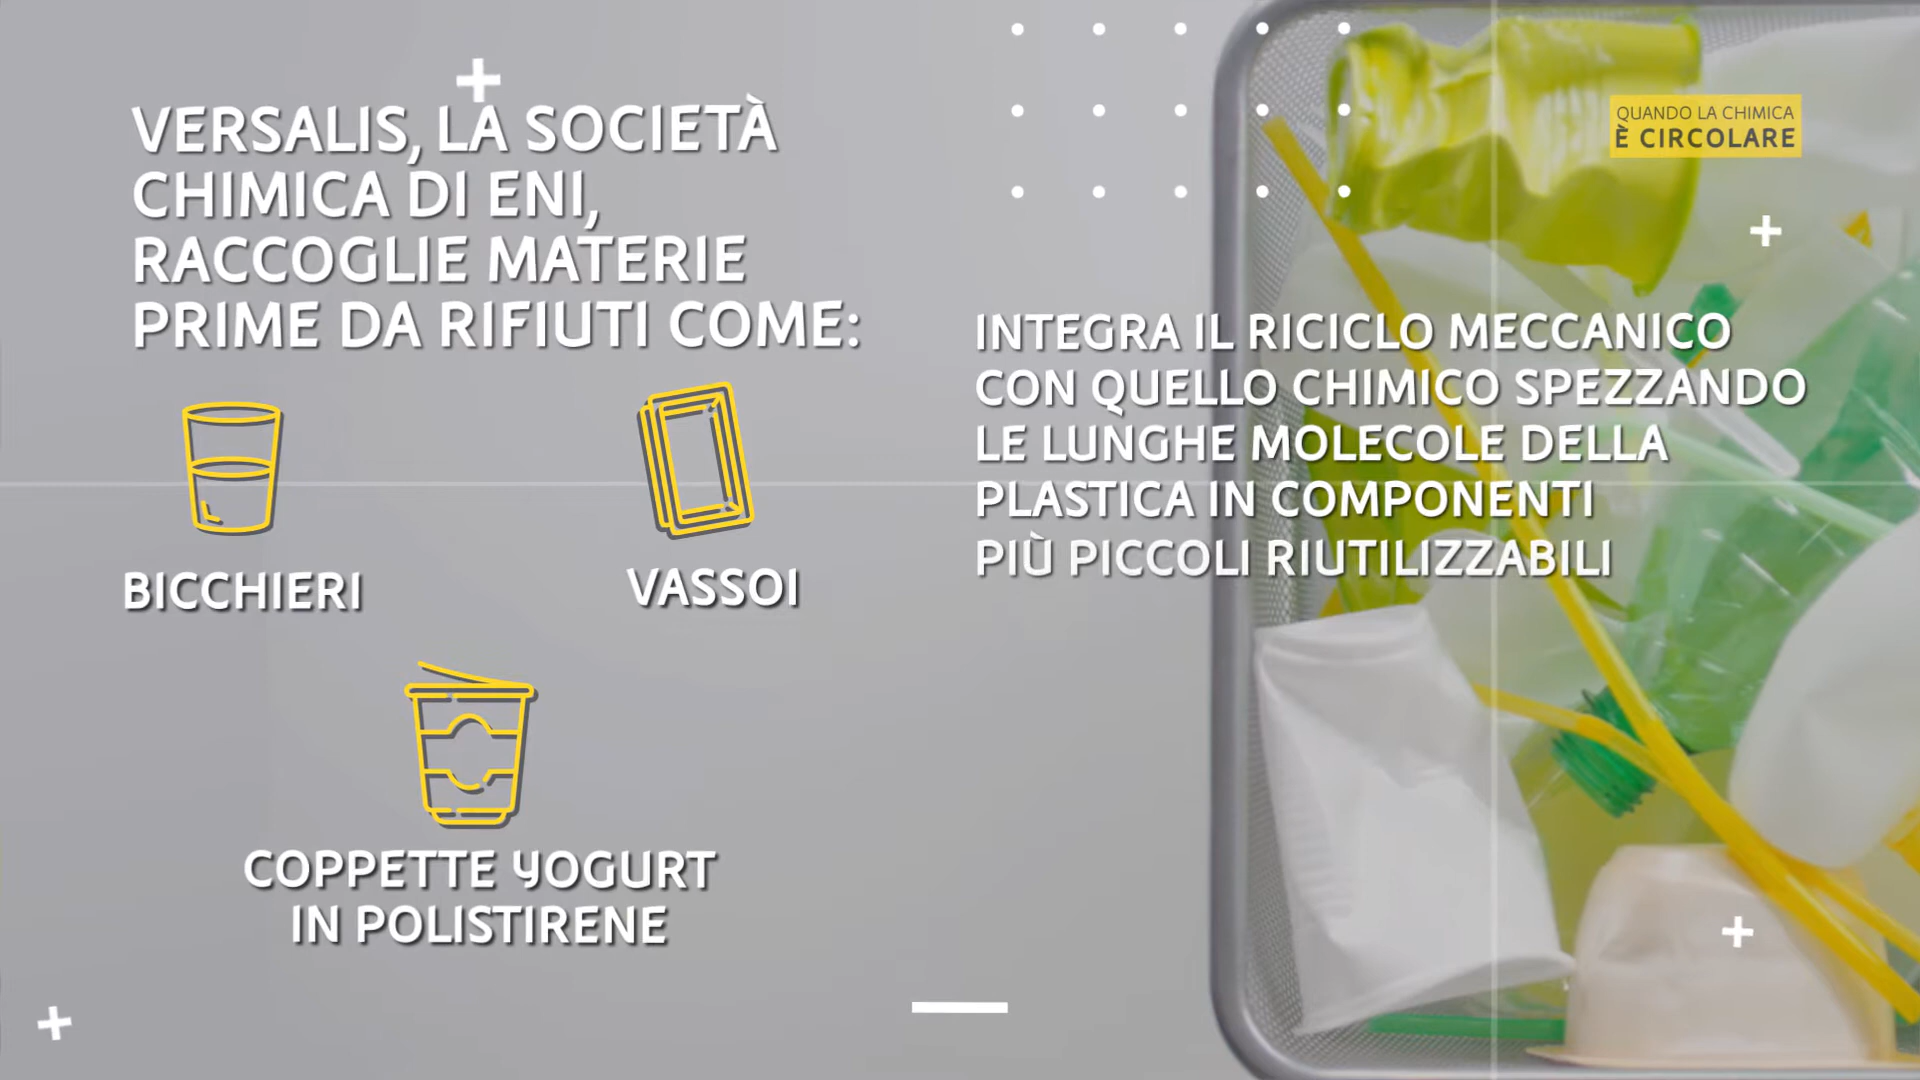 VERSALIS, LA SOCIETÀ
CHIMICA DI ENI,
RACCOGLIE MATERIE
PRIME DA RIFIUTI COME:
BICCHIERI
VASSOI
COPPETTE YOGURT
IN POLISTIRENE
QUANDO LA CHIMICA
È CIRCOLARE
INTEGRA IL RICICLO MECCANICO
CON QUELLO CHIMICO SPEZZANDO
LE LUNGHE MOLECOLE DELLA
PLASTICA IN COMPONENTI
PIÙ PICCOLI RIUTILIZZABILI